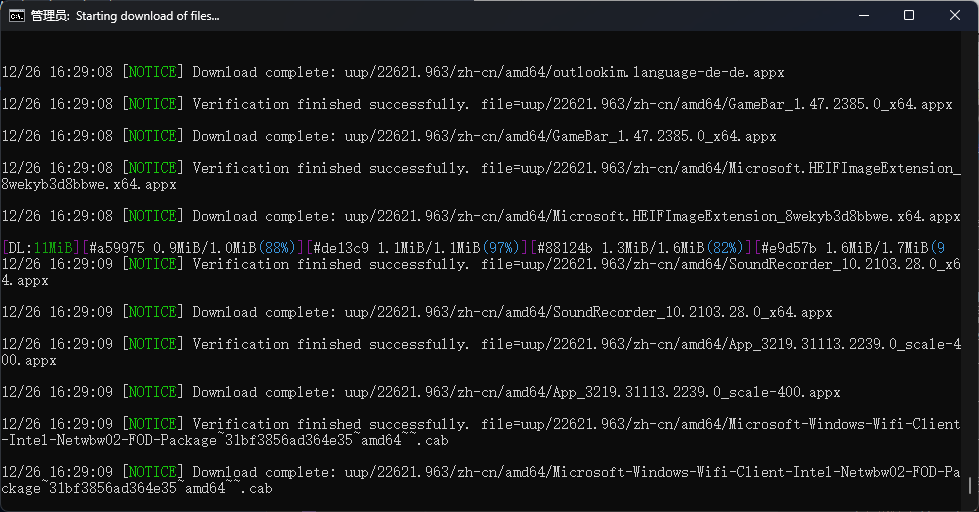 管理员: Starting download of files...
12/26 16:29:08 [NOTICE] Download complete: uup/22621.963/zh-cn/amd64/outlookim.language-de-de.appx
12/26 16:29:08 [NOTICE] Verification finished successfully. file=uup/22621.963/zh-cn/amd64/GameBar_1.47.2385.0_x64.appx
12/26 16:29:08 [NOTICE] Download complete: uup/22621.963/zh-cn/amd64/GameBar_1.47.2385.0_x64.appx
12/26 16:29:08 [NOTICE] Verification finished successfully. file=uup/22621.963/zh-cn/amd64/Microsoft.HEIFImageExtension_
8wekyb3d8bbwe.x64.appx
12/26 16:29:08 [NOTICE] Download complete: uup/22621.963/zh-cn/amd64/Microsoft.HEIFImageExtension_8wekyb3d8bbwe.x64.appx
[DL:11MiB][#a59975 0.9MiB/1.0MiB(88%)][#de13c9 1.1MiB/1.1MiB(97%)][#88124b 1.3MiB/1.6MiB(82%)][#e9d57b 1.6MiB/1.7MiB(9
12/26 16:29:09 [NOTICE] Verification finished successfully. file=uup/22621.963/zh-cn/amd64/SoundRecorder_10.2103.28.0_x6
4.appx
12/26 16:29:09 [NOTICE] Download complete: uup/22621.963/zh-cn/amd64/SoundRecorder_10.2103.28.0_x64.appx
12/26 16:29:09 [NOTICE] Verification finished successfully. file=uup/22621.963/zh-cn/amd64/App_3219.31113.2239.0_scale-4
00.appx
12/26 16:29:09 [NOTICE] Download complete: uup/22621.963/zh-cn/amd64/App_3219.31113.2239.0_scale-400.appx
12/26 16:29:09 [NOTICE] Verification finished successfully. file=uup/22621.963/zh-cn/amd64/Microsoft-Windows-Wifi-Client
-Intel-Netwbw02-FOD-Package~31bf3856ad364e35~amd64~~.cab
12/26 16:29:09 [NOTICE] Download complete: uup/22621.963/zh-cn/amd64/Microsoft-Windows-Wifi-Client-Intel-Netwbw02-FOD-Pa
ckage~31bf3856ad364e35~amd64~~.cab